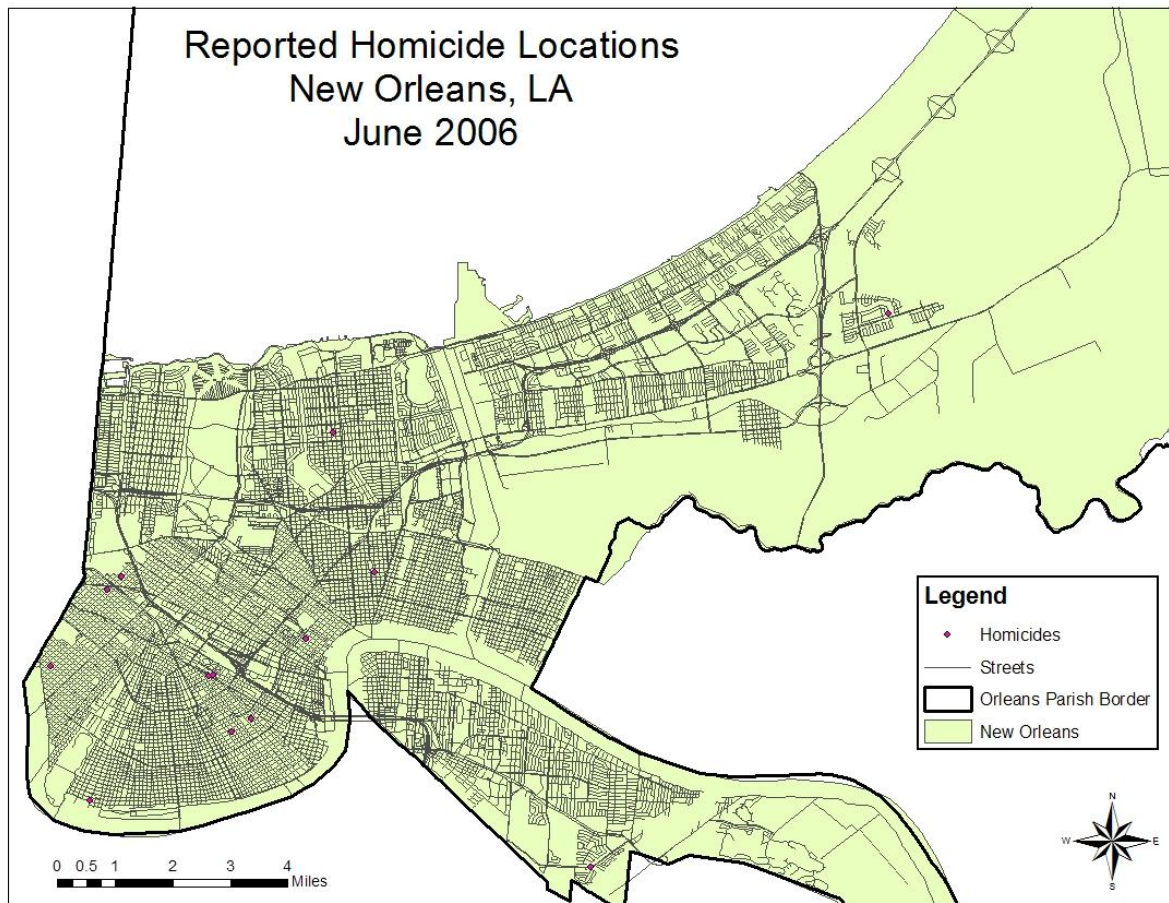 Reported Homicide Locations
New Orleans, LA
June 2006
Legend
Homicides
Streets
Orleans Parish Border
New Orleans
N
W E
S
0 0.5 1 2 3 4
Miles